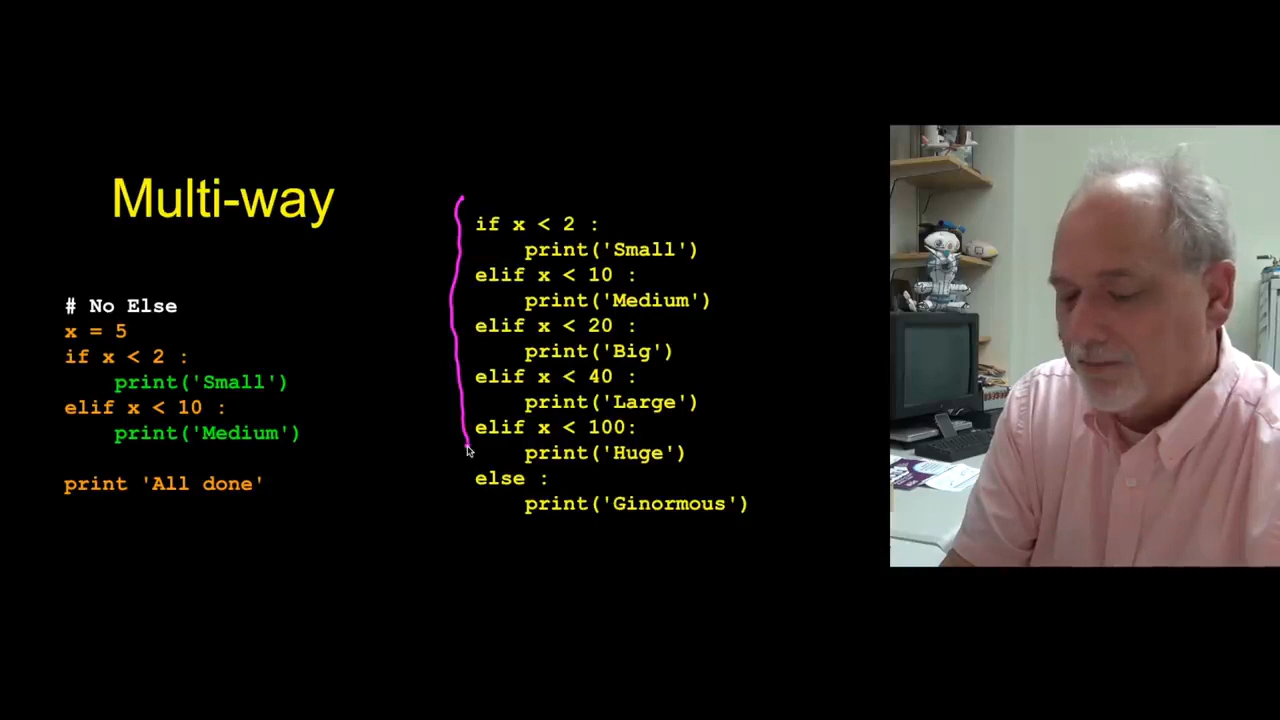 Multi-way
# No Else
x = 5
if x < 2 :
    print('Small')
elif x < 10 :
    print('Medium')
print 'All done'
if x < 2 :
    print('Small')
elif x < 10 :
    print('Medium')
elif x < 20 :
    print('Big')
elif x < 40 :
    print('Large')
elif x < 100:
    print('Huge')
else :
    print('Ginormous')